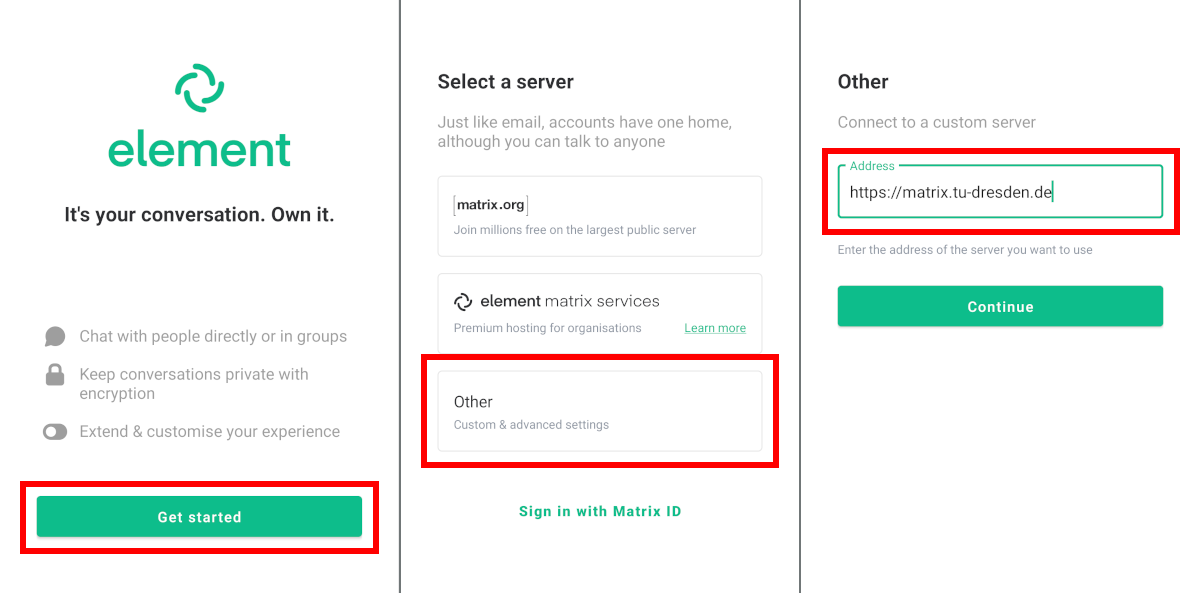 element
It's your conversation. Own it.
Chat with people directly or in groups
Keep conversations private with
encryption
Extend & customise your experience
Get started
Select a server
Just like email, accounts have one home,
although you can talk to anyone
[matrix.org]
Join millions free on the largest public server
element matrix services
Premium hosting for organisations
Learn more
Other
Custom & advanced settings
Sign in with Matrix ID
Other
Connect to a custom server
Address
https://matrix.tu-dresden.de
Enter the address of the server you want to use
Continue